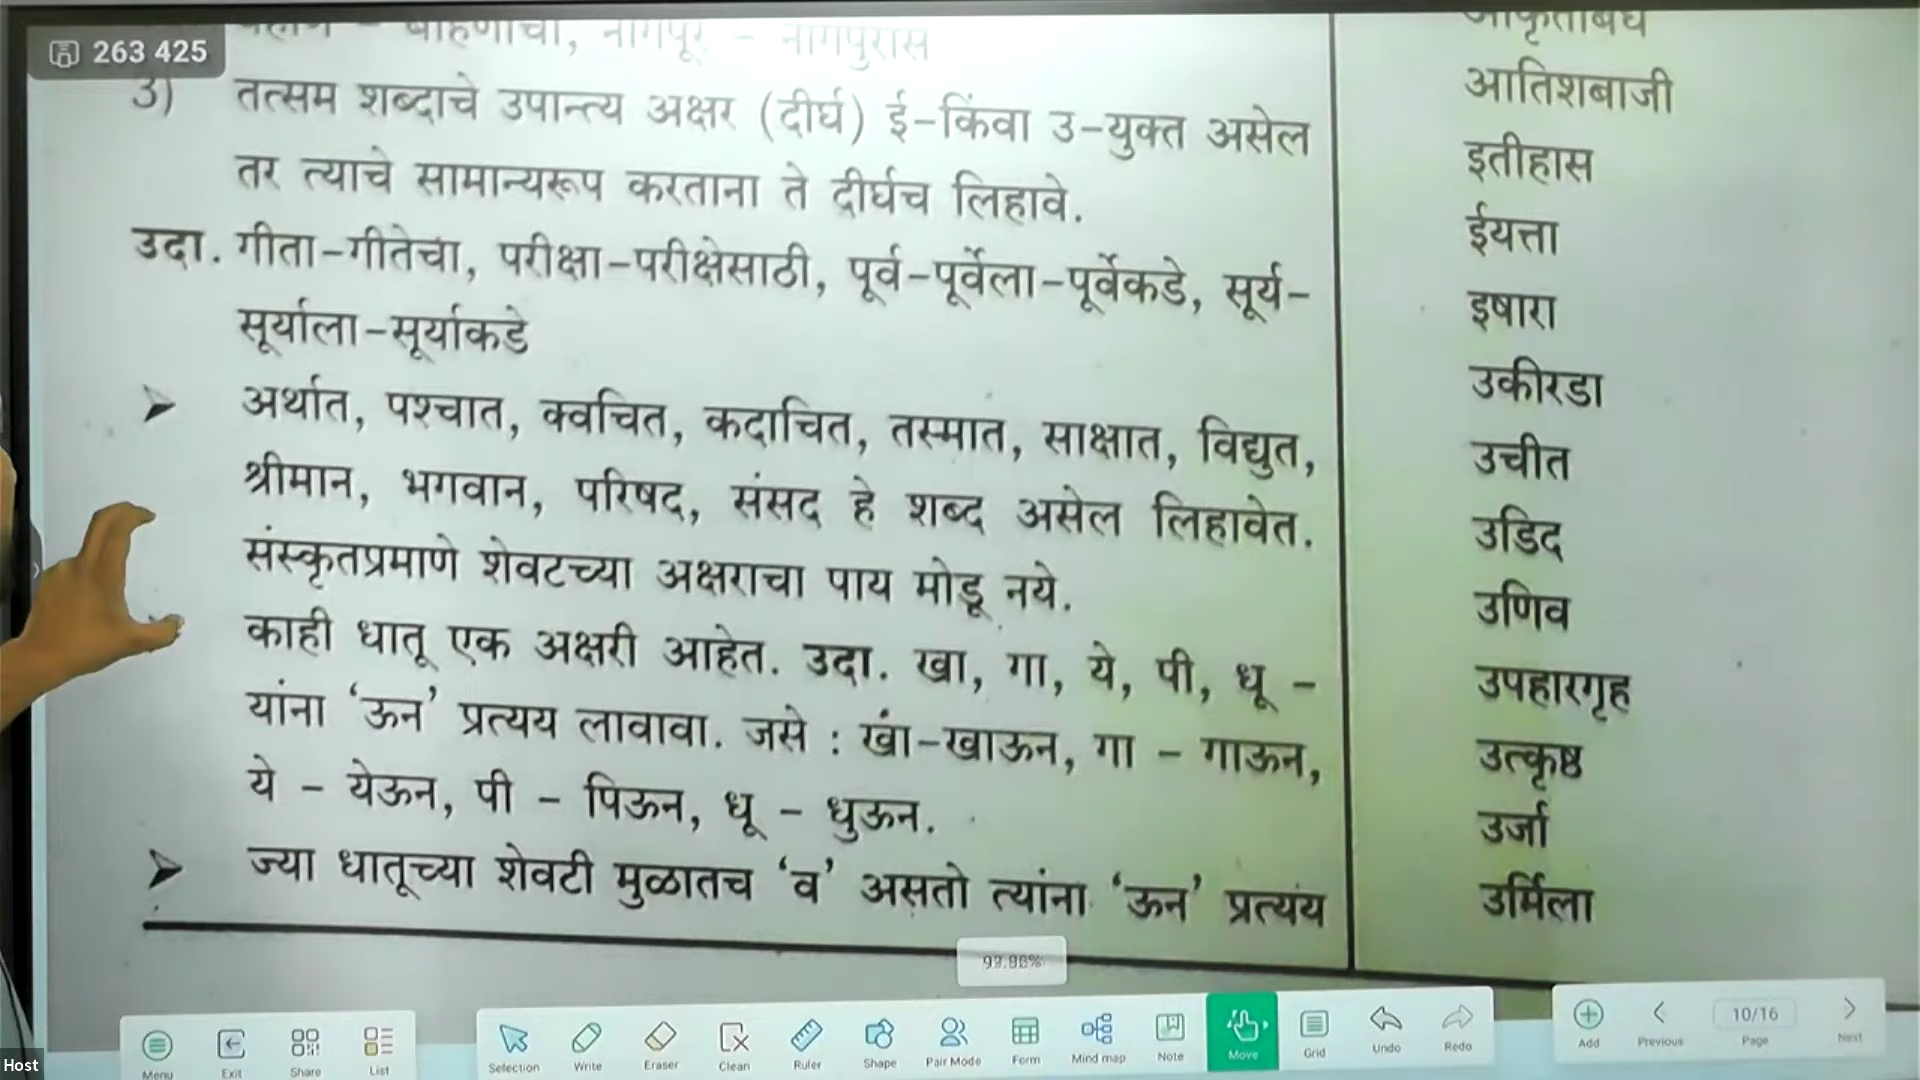 263 425
बाहणाचा, नागपूर - नागपुरास
3) तत्सम शब्दाचे उपान्त्य अक्षर (दीर्घ) ई-किंवा उ-युक्त असेल
तर त्याचे सामान्यरूप करताना ते दीर्घच लिहावे.
उदा. गीता-गीतेचा, परीक्षा-परीक्षेसाठी, पूर्व-पूर्वेला-पूर्वेकडे, सूर्य-
सूर्याला-सूर्याकडे
➤ अर्थात, पश्चात, क्वचित, कदाचित, तस्मात, साक्षात, विद्युत,
श्रीमान, भगवान, परिषद, संसद हे शब्द असेल लिहावेत.
संस्कृतप्रमाणे शेवटच्या अक्षराचा पाय मोडू नये.
काही धातू एक अक्षरी आहेत. उदा. खा, गा, ये, पी, धू -
यांना ‘ऊन’ प्रत्यय लावावा. जसे : खां-खाऊन, गा - गाऊन,
ये - येऊन, पी - पिऊन, धू - धुऊन.
➤ ज्या धातूच्या शेवटी मुळातच ‘व’ असतो त्यांना ‘ऊन’ प्रत्यय
आकृतीबंध
आतिशबाजी
इतीहास
ईयत्ता
इषारा
उकीरडा
उचीत
उडिद
उणिव
उपहारगृह
उत्कृष्ठ
उर्जा
उर्मिला
Menu
Exit
Share
List
Selection
Write
Eraser
Clean
Ruler
Shape
Pair Mode
Form
Mind map
Note
Move
Grid
Undo
Redo
Add
Previous
10/16
Page
Next
Host